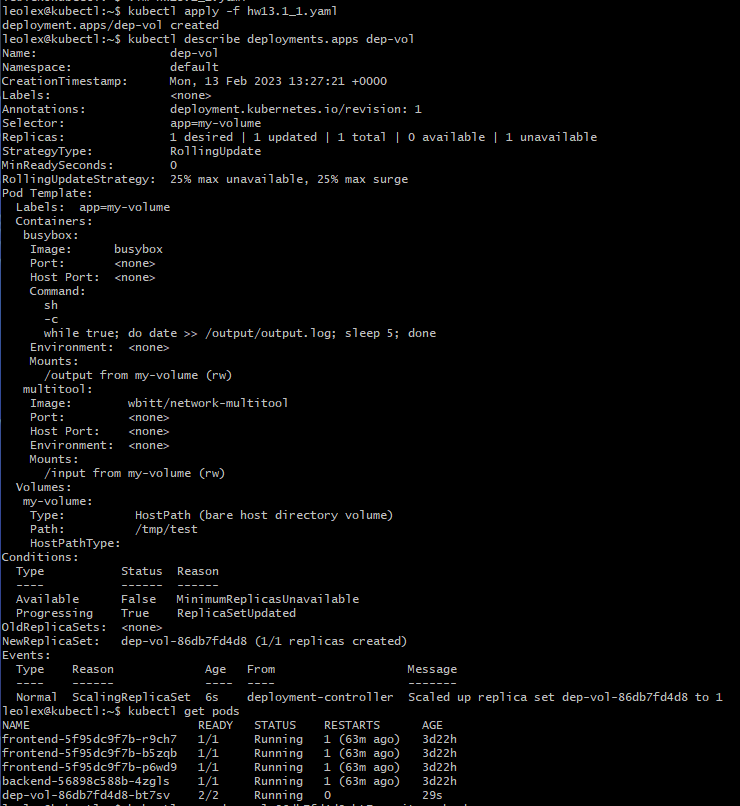 leolex@kubectl:~$ kubectl apply -f hw13.1_1.yaml
deployment.apps/dep-vol created
leolex@kubectl:~$ kubectl describe deployments.apps dep-vol
Name:                   dep-vol
Namespace:              default
CreationTimestamp:      Mon, 13 Feb 2023 13:27:21 +0000
Labels:                 <none>
Annotations:            deployment.kubernetes.io/revision: 1
Selector:               app=my-volume
Replicas:               1 desired | 1 updated | 1 total | 0 available | 1 unavailable
StrategyType:           RollingUpdate
MinReadySeconds:        0
RollingUpdateStrategy:  25% max unavailable, 25% max surge
Pod Template:
  Labels:  app=my-volume
  Containers:
   busybox:
    Image:      busybox
    Port:       <none>
    Host Port:  <none>
    Command:
      sh
      -c
      while true; do date >> /output/output.log; sleep 5; done
    Environment:  <none>
    Mounts:
      /output from my-volume (rw)
   multitool:
    Image:        wbitt/network-multitool
    Port:         <none>
    Host Port:    <none>
    Environment:  <none>
    Mounts:
      /input from my-volume (rw)
  Volumes:
   my-volume:
    Type:          HostPath (bare host directory volume)
    Path:          /tmp/test
    HostPathType:
Conditions:
  Type           Status  Reason
  ----           ------  ------
  Available      False   MinimumReplicasUnavailable
  Progressing    True    ReplicaSetUpdated
OldReplicaSets:  <none>
NewReplicaSet:   dep-vol-86db7fd4d8 (1/1 replicas created)
Events:
  Type    Reason             Age   From                   Message
  ----    ------             ----  ----                   -------
  Normal  ScalingReplicaSet  6s    deployment-controller  Scaled up replica set dep-vol-86db7fd4d8 to 1
leolex@kubectl:~$ kubectl get pods
NAME                        READY   STATUS    RESTARTS      AGE
frontend-5f95dc9f7b-r9ch7   1/1     Running   1 (63m ago)   3d22h
frontend-5f95dc9f7b-b5zqb   1/1     Running   1 (63m ago)   3d22h
frontend-5f95dc9f7b-p6wd9   1/1     Running   1 (63m ago)   3d22h
backend-56898c588b-4zgls    1/1     Running   1 (63m ago)   3d22h
dep-vol-86db7fd4d8-bt7sv    2/2     Running   0             29s